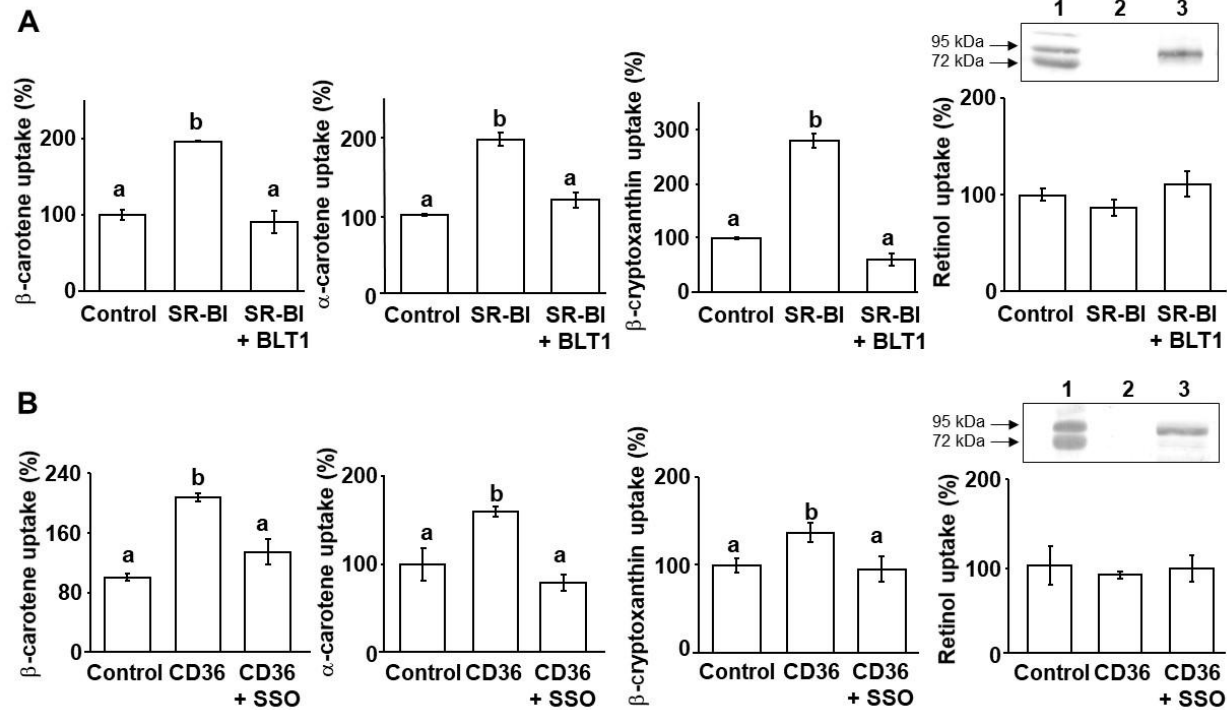 A
β-carotene uptake (%)
200
100
0
a
b
a
Control
SR-BI
SR-BI
+ BLT1
α-carotene uptake (%)
200
100
0
a
b
a
Control
SR-BI
SR-BI
+ BLT1
β-cryptoxanthin uptake (%)
300
200
100
0
a
b
a
Control
SR-BI
SR-BI
+ BLT1
1 2 3
95 kDa
72 kDa
Retinol uptake (%)
200
100
0
Control
SR-BI
SR-BI
+ BLT1
B
β-carotene uptake (%)
240
160
80
0
a
b
a
Control
CD36
CD36
+ SSO
α-carotene uptake (%)
200
100
0
a
b
a
Control
CD36
CD36
+ SSO
β-cryptoxanthin uptake (%)
200
100
0
a
b
a
Control
CD36
CD36
+ SSO
1 2 3
95 kDa
72 kDa
Retinol uptake (%)
200
100
0
Control
CD36
CD36
+ SSO